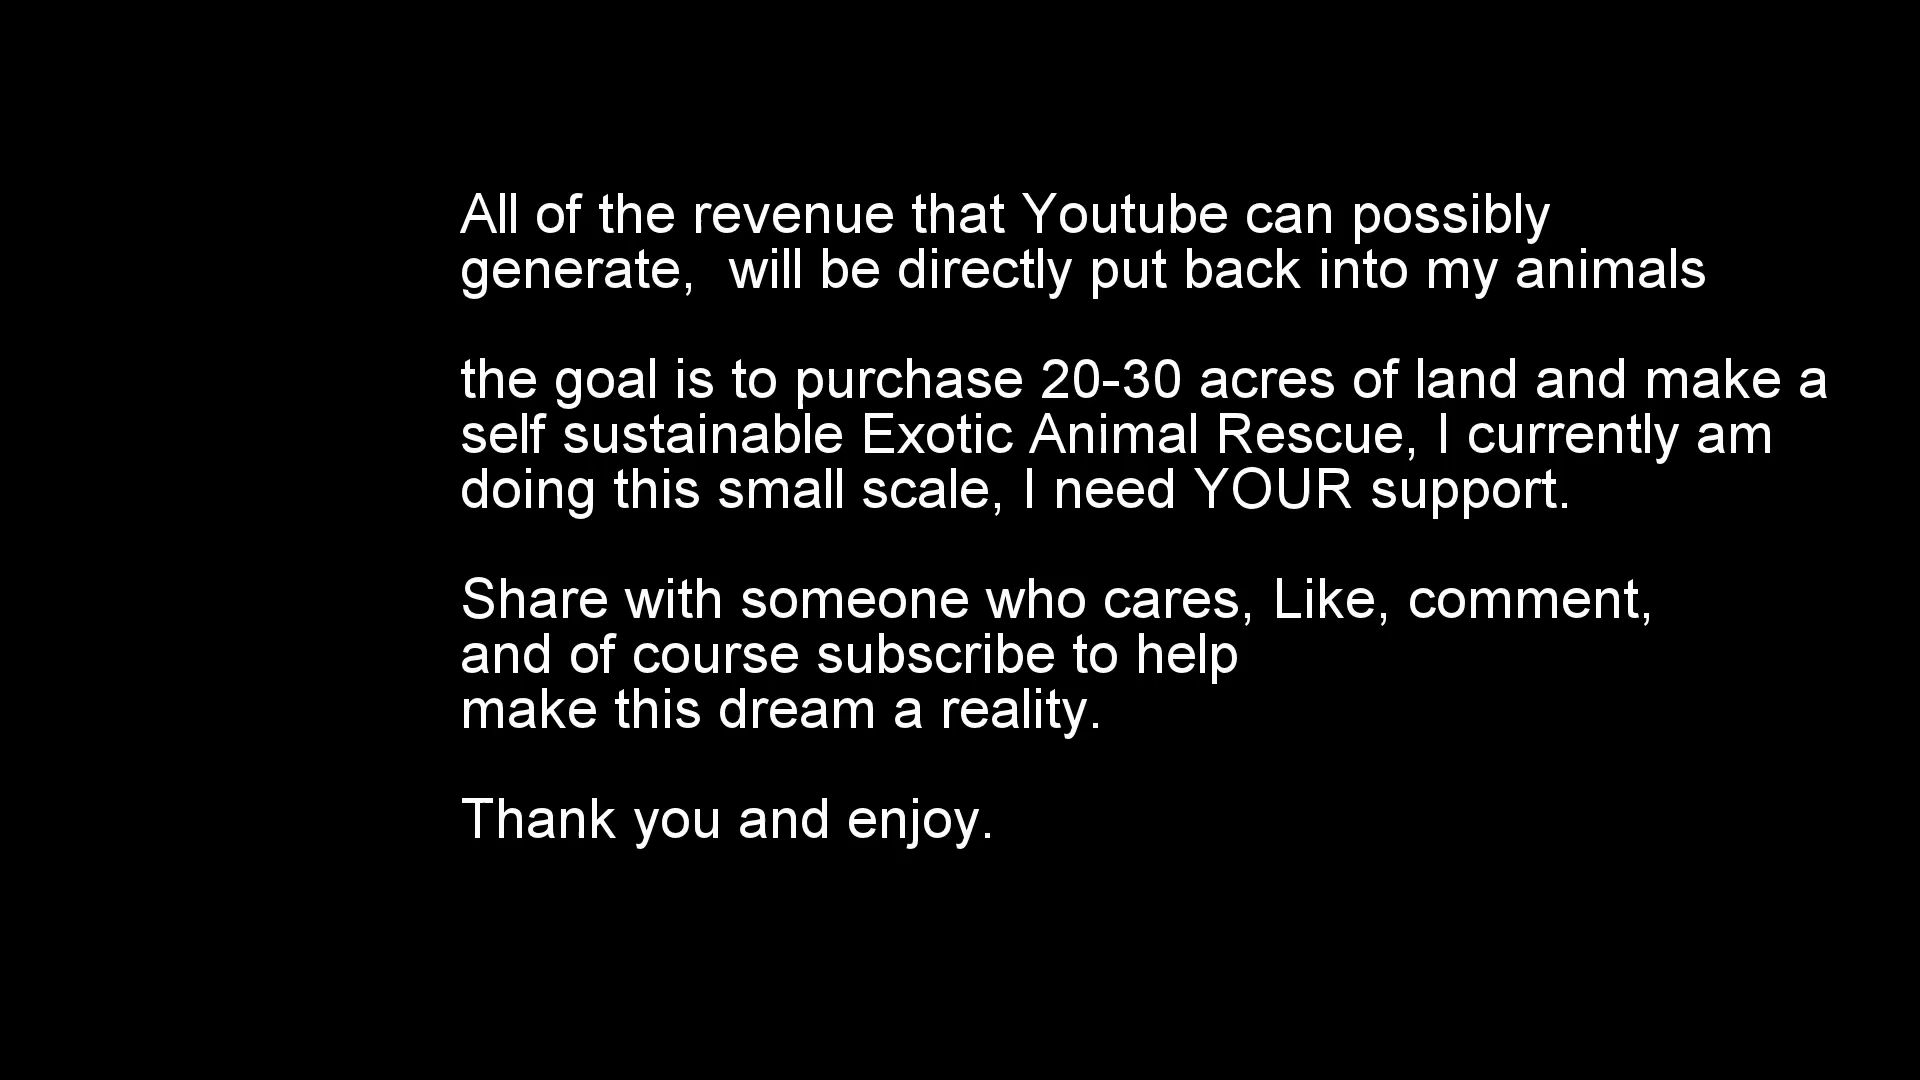 All of the revenue that Youtube can possibly
generate,  will be directly put back into my animals
the goal is to purchase 20-30 acres of land and make a
self sustainable Exotic Animal Rescue, I currently am
doing this small scale, I need YOUR support.
Share with someone who cares, Like, comment,
and of course subscribe to help
make this dream a reality.
Thank you and enjoy.